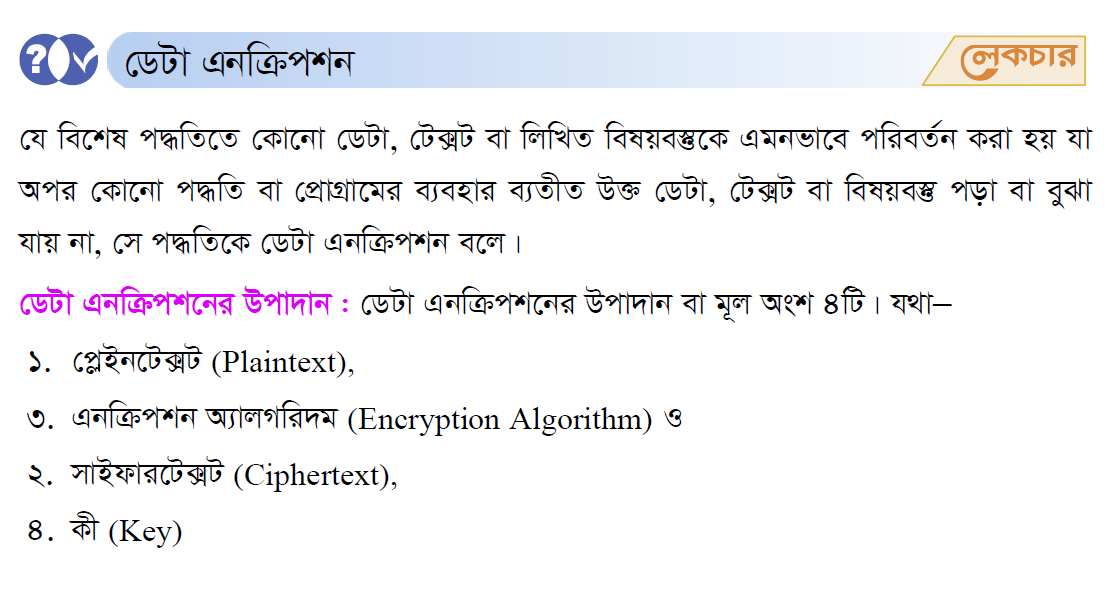 ডেটা এনক্রিপশন
লেকচার
যে বিশেষ পদ্ধতিতে কোনো ডেটা, টেক্সট বা লিখিত বিষয়বস্তুকে এমনভাবে পরিবর্তন করা হয় যা
অপর কোনো পদ্ধতি বা প্রোগ্রামের ব্যবহার ব্যতীত উক্ত ডেটা, টেক্সট বা বিষয়বস্তু পড়া বা বুঝা
যায় না, সে পদ্ধতিকে ডেটা এনক্রিপশন বলে।
ডেটা এনক্রিপশনের উপাদান : ডেটা এনক্রিপশনের উপাদান বা মূল অংশ ৪টি। যথা–
১. প্লেইনটেক্সট (Plaintext),
৩. এনক্রিপশন অ্যালগরিদম (Encryption Algorithm) ও
২. সাইফারটেক্সট (Ciphertext),
৪. কী (Key)